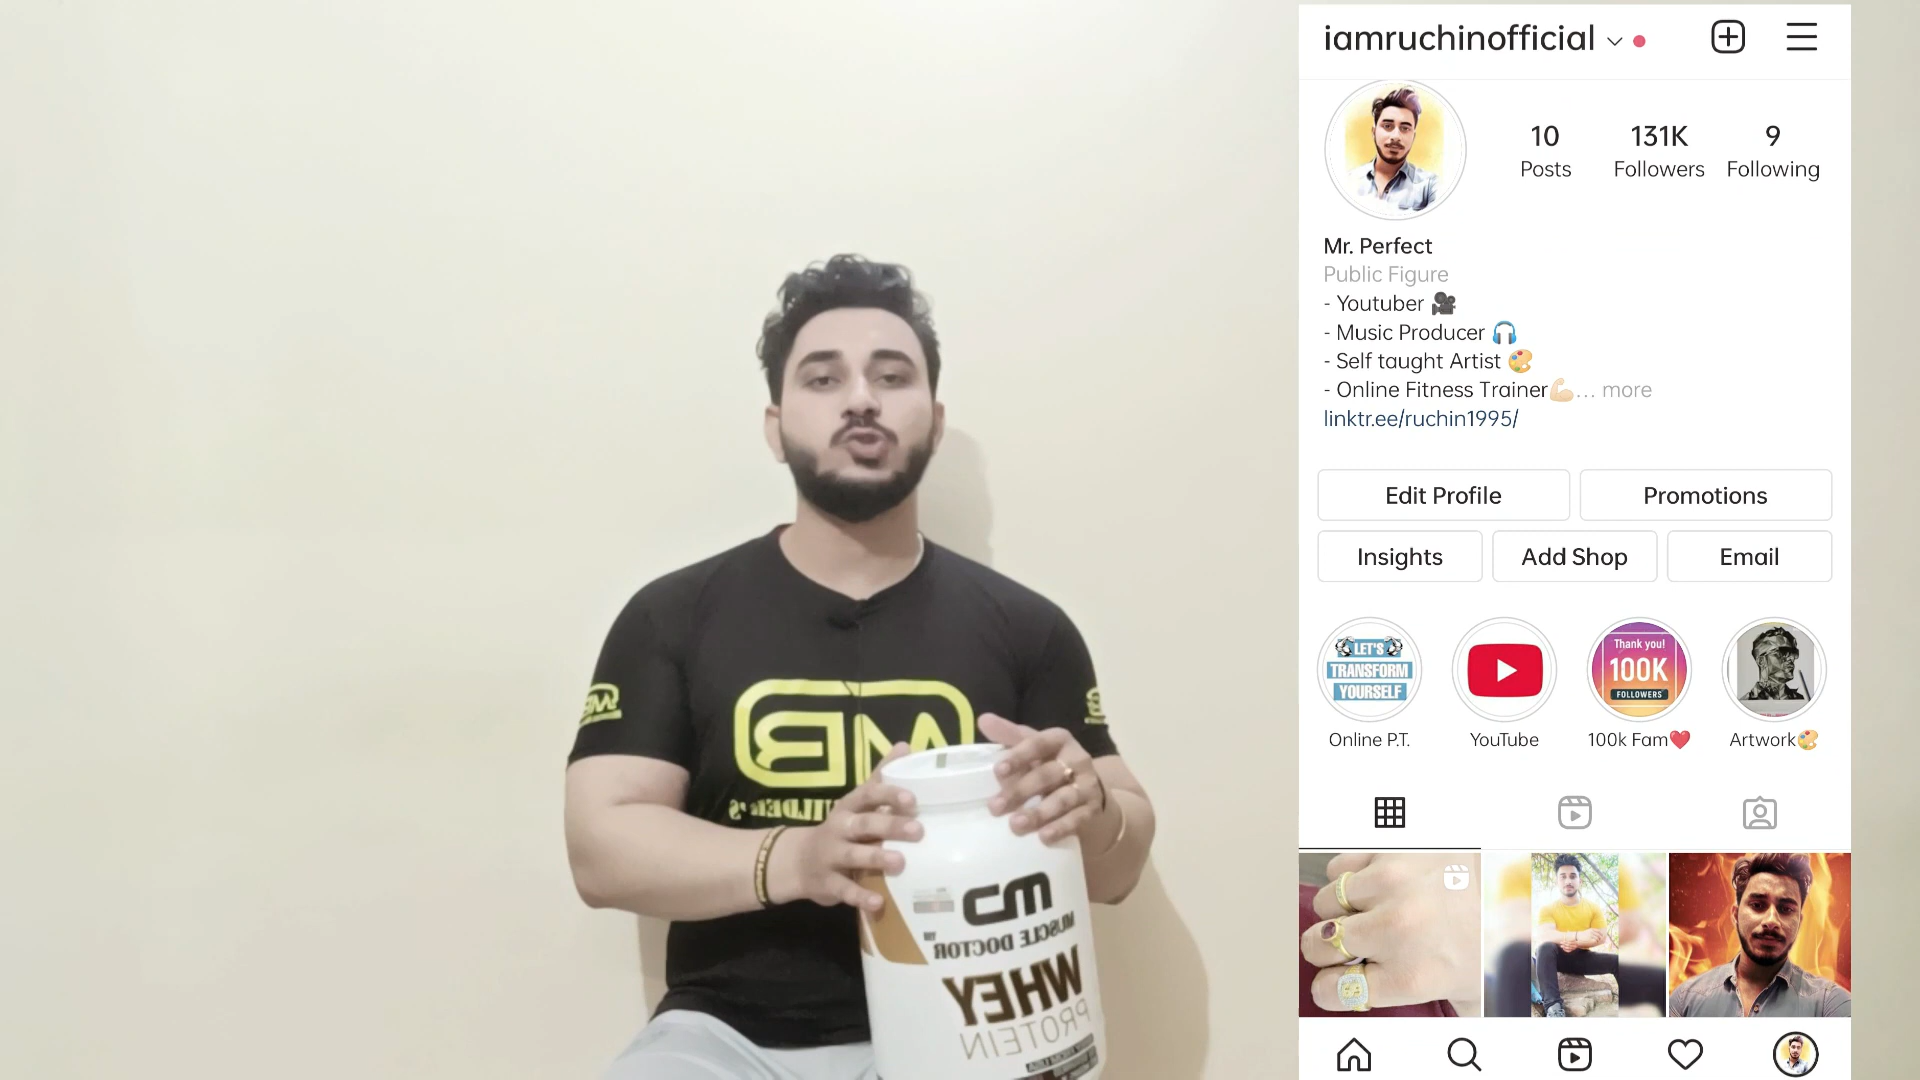 iamruchinofficial
10
Posts
131K
Followers
9
Following
Mr. Perfect
Public Figure
- Youtuber 🎥
- Music Producer 🎧
- Self taught Artist 🎨
- Online Fitness Trainer💪🏻... more
linktr.ee/ruchin1995/
Edit Profile
Promotions
Insights
Add Shop
Email
LET'S
TRANSFORM
YOURSELF
Thank you!
100K
FOLLOWERS
Online P.T.
YouTube
100k Fam❤️
Artwork🎨
MB
MD
MUSCLE DOCTOR
WHEY
PROTEIN